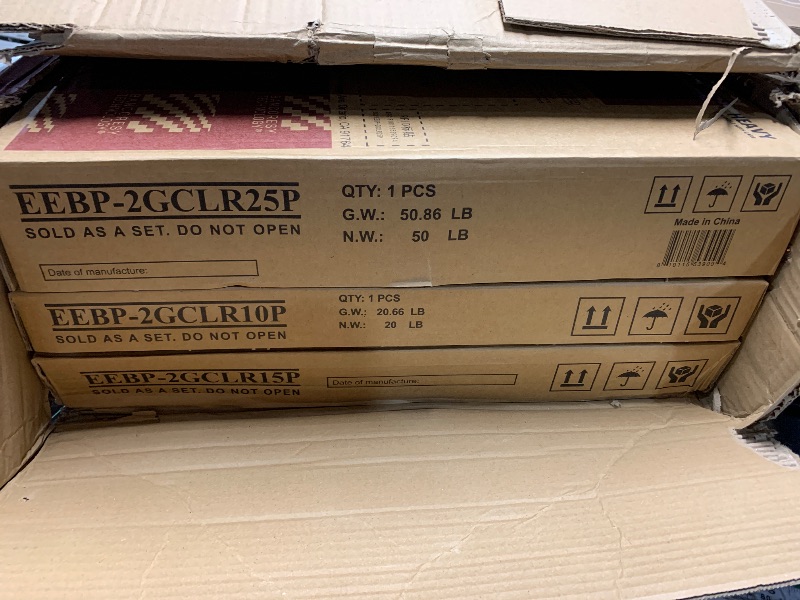 HEAVY
EEBP-2GCLR25P
SOLD AS A SET. DO NOT OPEN
Date of manufacture:
QTY: 1 PCS
G.W.: 50.86 LB
N.W.: 50 LB
Made in China
EEBP-2GCLR10P
SOLD AS A SET. DO NOT OPEN
QTY: 1 PCS
G.W.: 20.66 LB
N.W.: 20 LB
EEBP-2GCLR15P
SOLD AS A SET. DO NOT OPEN
Date of manufacture: